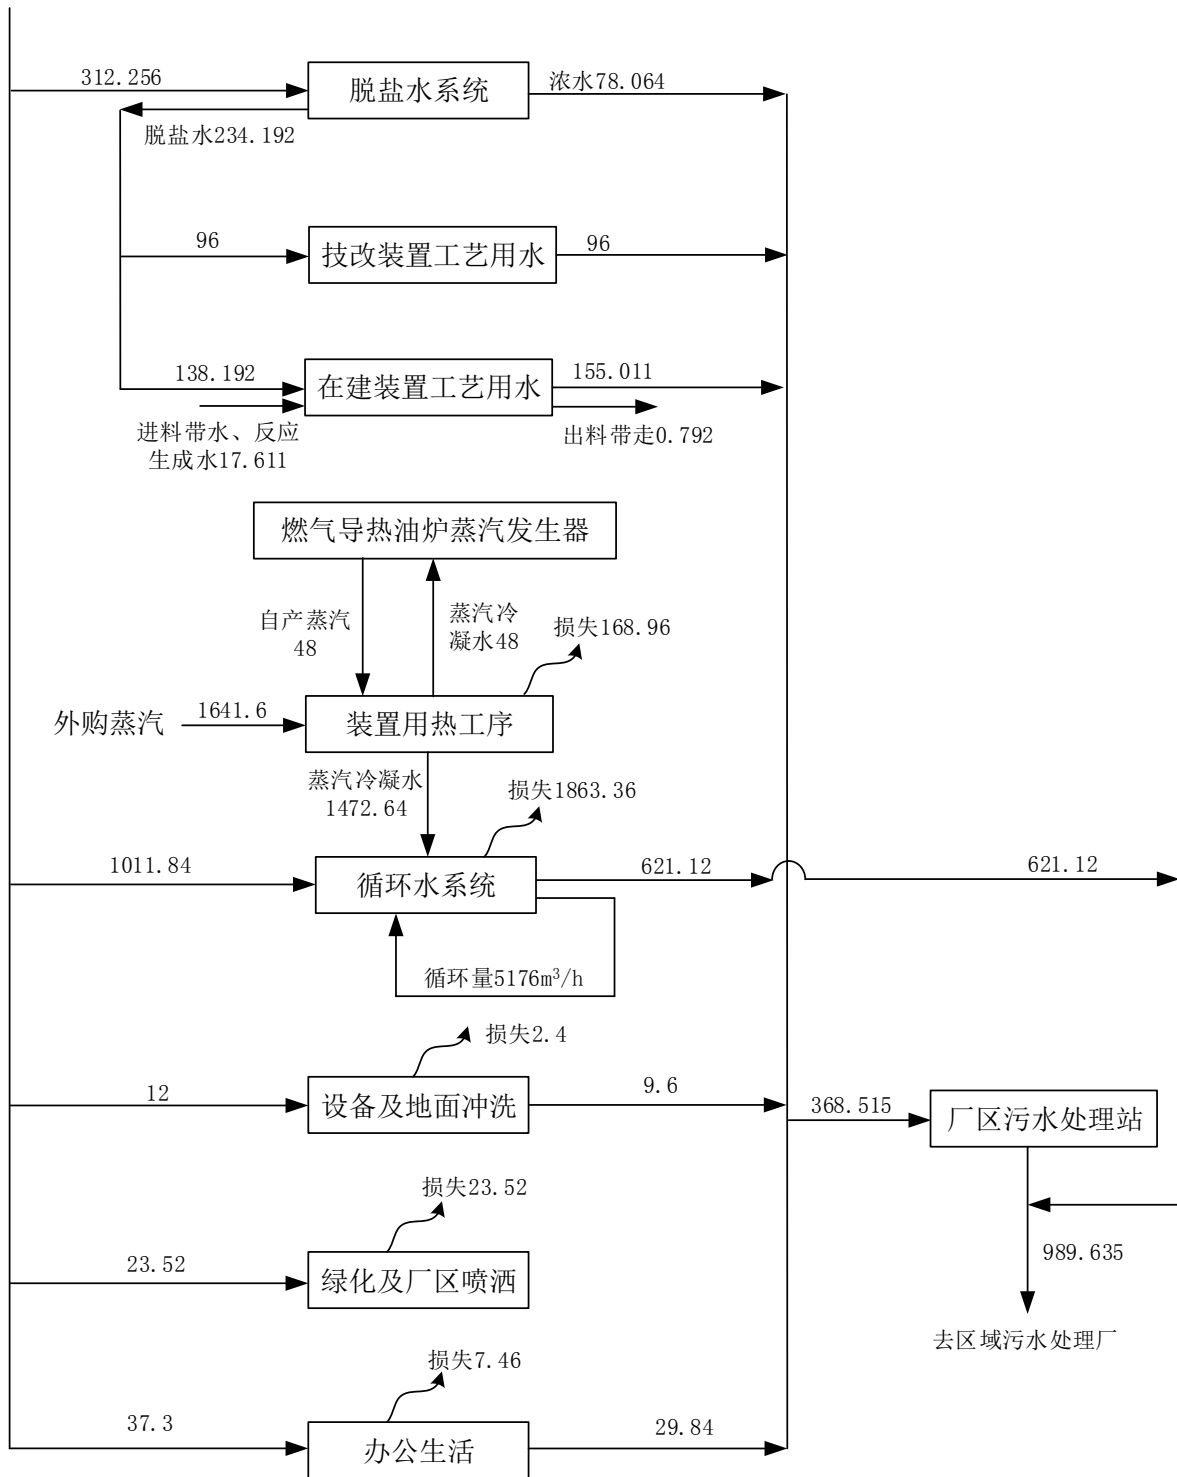 312.256
脱盐水系统
浓水78.064
脱盐水234.192
96
技改装置工艺用水
96
138.192
在建装置工艺用水
155.011
进料带水、反应
生成水17.611
出料带走0.792
燃气导热油炉蒸汽发生器
自产蒸汽
48
蒸汽冷
凝水48
损失168.96
外购蒸汽
1641.6
装置用热工序
蒸汽冷凝水
1472.64
损失1863.36
1011.84
循环水系统
621.12
621.12
循环量5176m³/h
损失2.4
12
设备及地面冲洗
9.6
368.515
厂区污水处理站
损失23.52
23.52
绿化及厂区喷洒
989.635
去区域污水处理厂
损失7.46
37.3
办公生活
29.84